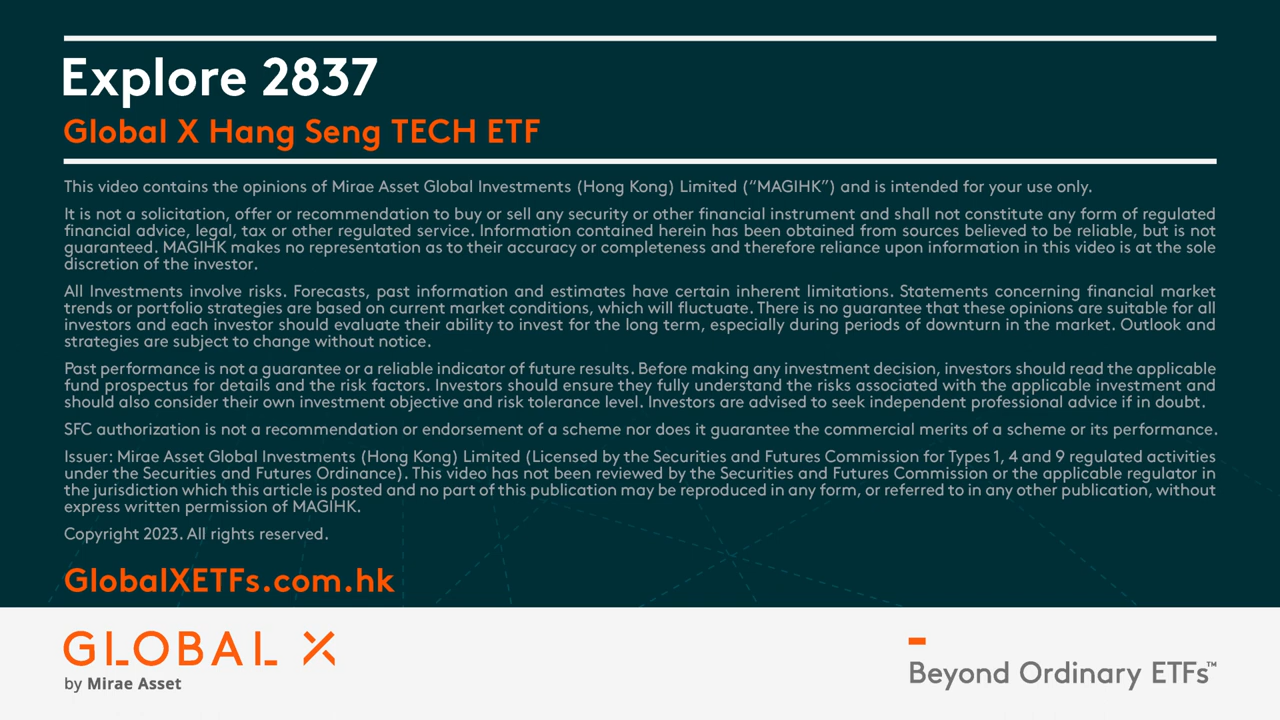 Explore 2837
Global X Hang Seng TECH ETF
This video contains the opinions of Mirae Asset Global Investments (Hong Kong) Limited (“MAGIHK”) and is intended for your use only.
It is not a solicitation, offer or recommendation to buy or sell any security or other financial instrument and shall not constitute any form of regulated
financial advice, legal, tax or other regulated service. Information contained herein has been obtained from sources believed to be reliable, but is not
guaranteed. MAGIHK makes no representation as to their accuracy or completeness and therefore reliance upon information in this video is at the sole
discretion of the investor.
All Investments involve risks. Forecasts, past information and estimates have certain inherent limitations. Statements concerning financial market
trends or portfolio strategies are based on current market conditions, which will fluctuate. There is no guarantee that these opinions are suitable for all
investors and each investor should evaluate their ability to invest for the long term, especially during periods of downturn in the market. Outlook and
strategies are subject to change without notice.
Past performance is not a guarantee or a reliable indicator of future results. Before making any investment decision, investors should read the applicable
fund prospectus for details and the risk factors. Investors should ensure they fully understand the risks associated with the applicable investment and
should also consider their own investment objective and risk tolerance level. Investors are advised to seek independent professional advice if in doubt.
SFC authorization is not a recommendation or endorsement of a scheme nor does it guarantee the commercial merits of a scheme or its performance.
Issuer: Mirae Asset Global Investments (Hong Kong) Limited (Licensed by the Securities and Futures Commission for Types 1, 4 and 9 regulated activities
under the Securities and Futures Ordinance). This video has not been reviewed by the Securities and Futures Commission or the applicable regulator in
the jurisdiction which this article is posted and no part of this publication may be reproduced in any form, or referred to in any other publication, without
express written permission of MAGIHK.
Copyright 2023. All rights reserved.
GlobalXETFs.com.hk
GLOBAL X
by Mirae Asset
Beyond Ordinary ETFs™